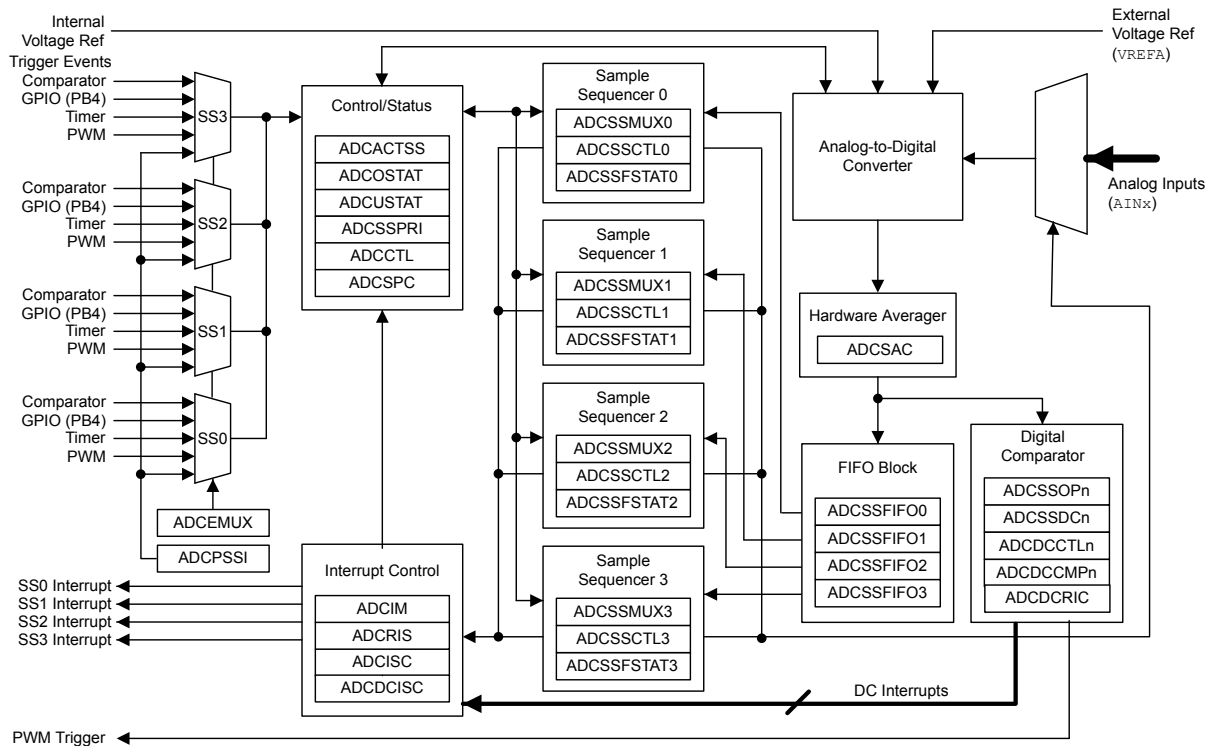 Internal
Voltage Ref
External
Voltage Ref
(VREFA)
Trigger Events
Comparator
GPIO (PB4)
Timer
PWM
SS3
Comparator
GPIO (PB4)
Timer
PWM
SS2
Comparator
GPIO (PB4)
Timer
PWM
SS1
Comparator
GPIO (PB4)
Timer
PWM
SS0
ADCEMUX
ADCPSSI
Control/Status
ADCACTSS
ADCOSTAT
ADCUSTAT
ADCSSPRI
ADCCTL
ADCSPC
Interrupt Control
ADCIM
ADCRIS
ADCISC
ADCDCISC
SS0 Interrupt
SS1 Interrupt
SS2 Interrupt
SS3 Interrupt
PWM Trigger
Sample
Sequencer 0
ADCSSMUX0
ADCSSCTL0
ADCSSFSTAT0
Sample
Sequencer 1
ADCSSMUX1
ADCSSCTL1
ADCSSFSTAT1
Sample
Sequencer 2
ADCSSMUX2
ADCSSCTL2
ADCSSFSTAT2
Sample
Sequencer 3
ADCSSMUX3
ADCSSCTL3
ADCSSFSTAT3
Analog-to-Digital
Converter
Analog Inputs
(AINx)
Hardware Averager
ADCSAC
FIFO Block
ADCSSFIFO0
ADCSSFIFO1
ADCSSFIFO2
ADCSSFIFO3
Digital
Comparator
ADCSSOPn
ADCSSDCn
ADCDCCTLn
ADCDCCMPn
ADCDCRIC
DC Interrupts